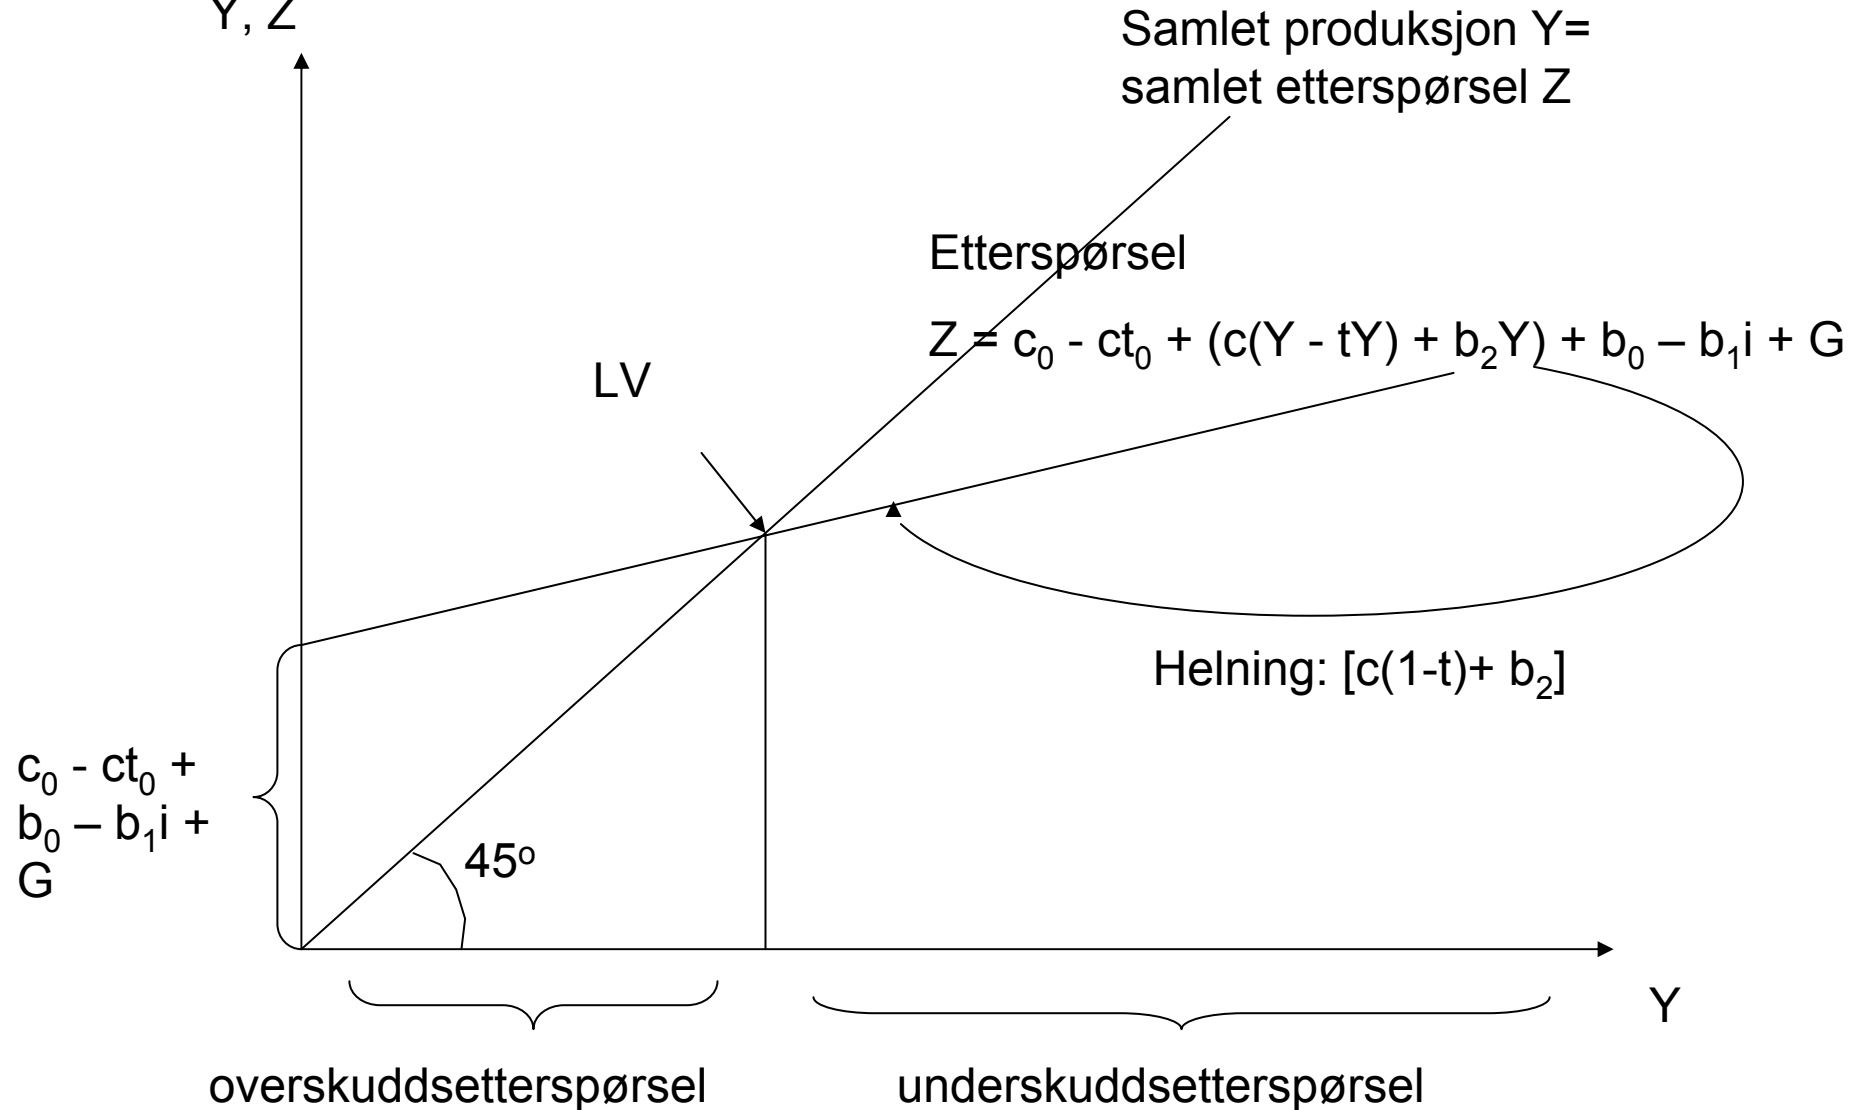 Y, Z
Samlet produksjon Y=
samlet etterspørsel Z
Etterspørsel
Z = c₀ - ct₀ + (c(Y - tY) + b₂Y) + b₀ – b₁i + G
LV
Helning: [c(1-t)+ b₂]
c₀ - ct₀ +
b₀ – b₁i +
G
45º
Y
overskuddsetterspørsel
underskuddsetterspørsel